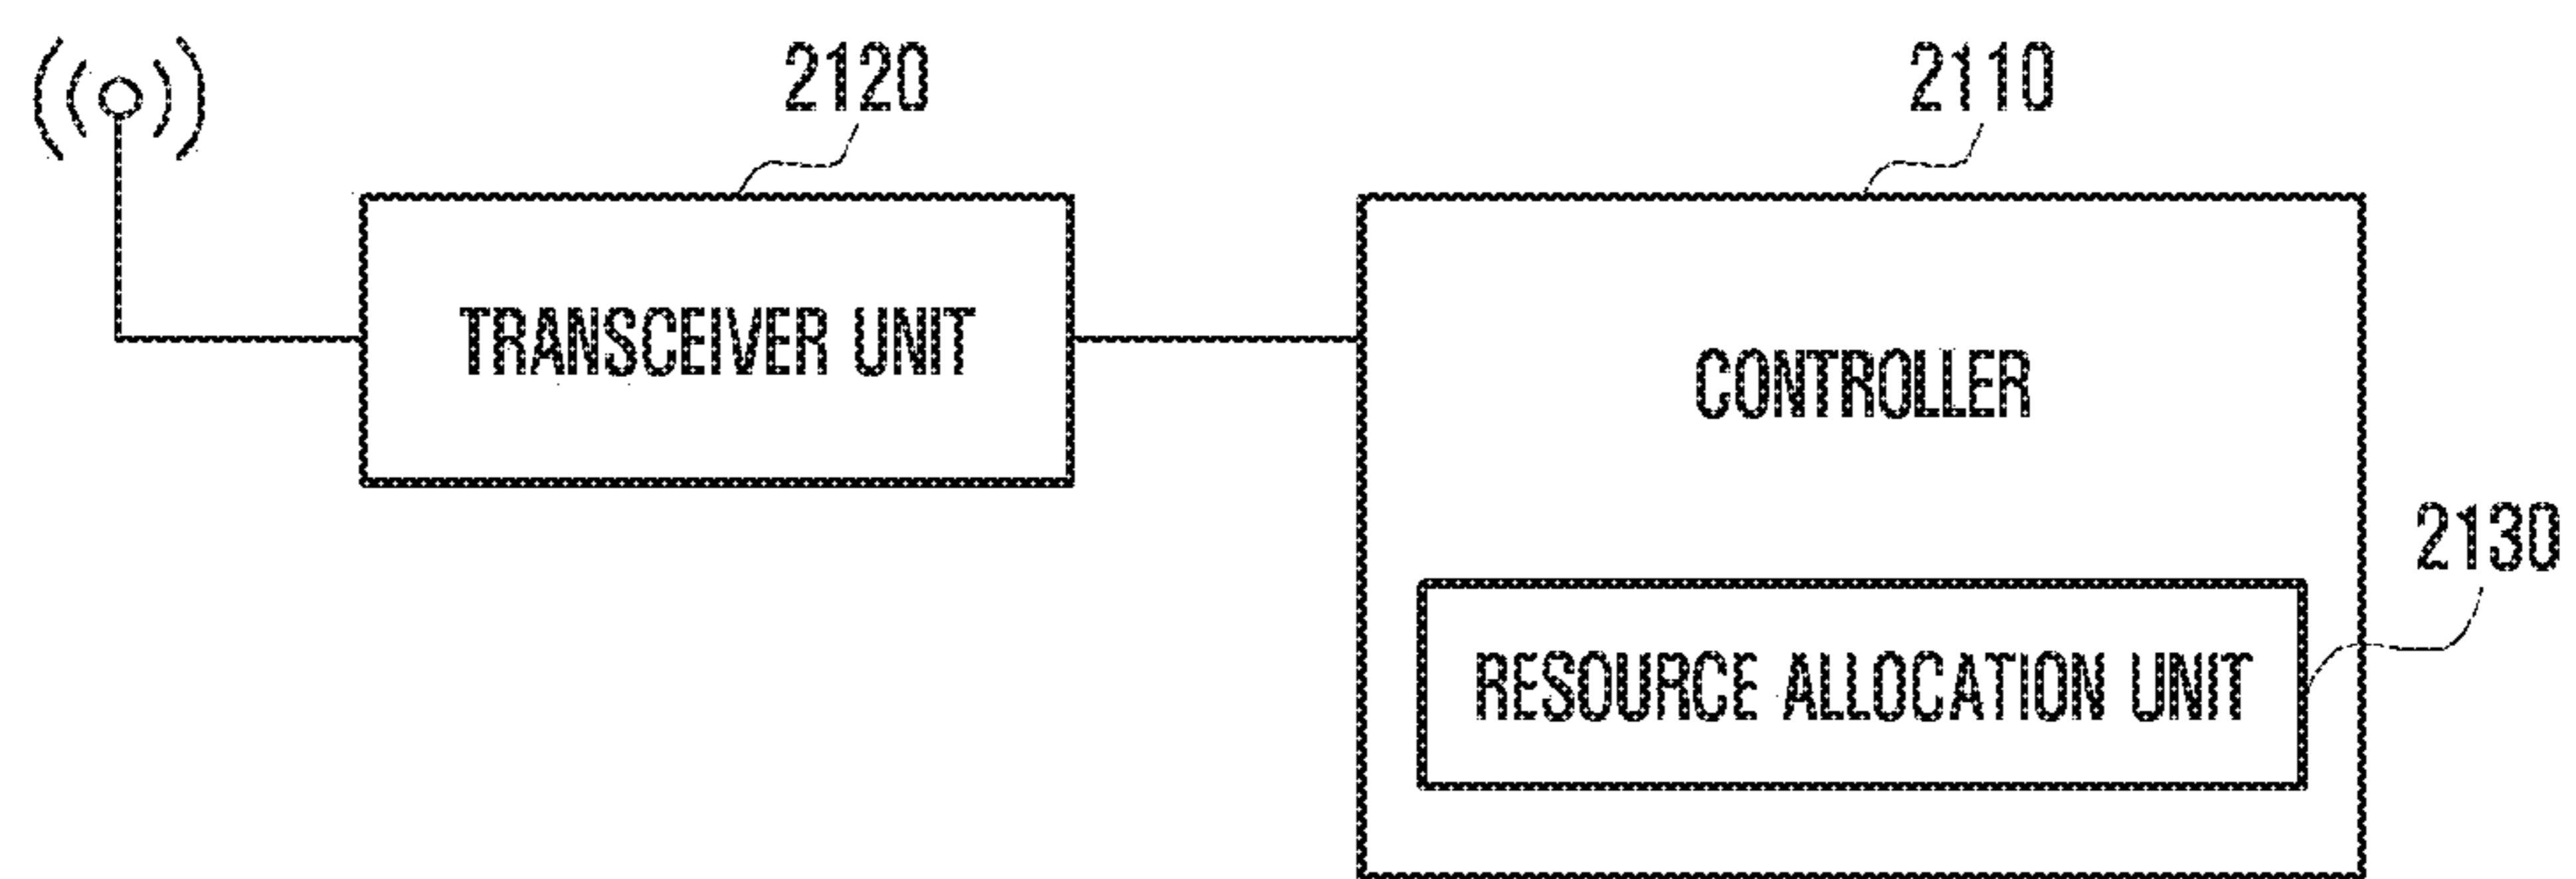 2120
2110
TRANSCEIVER UNIT
CONTROLLER
2130
RESOURCE ALLOCATION UNIT